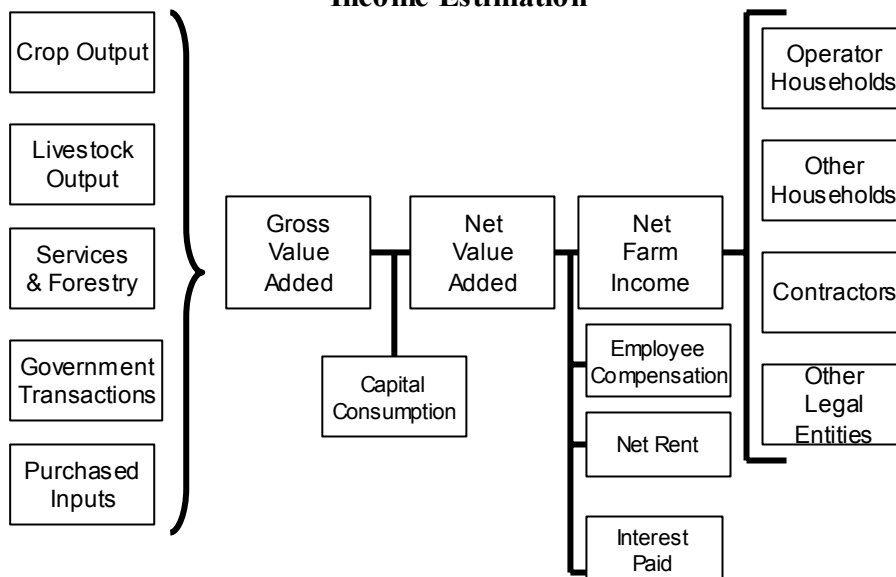 Income Estimation
Crop Output
Livestock
Output
Services
& Forestry
Government
Transactions
Purchased
Inputs
Gross
Value
Added
Capital
Consumption
Net
Value
Added
Net
Farm
Income
Employee
Compensation
Net Rent
Interest
Paid
Operator
Households
Other
Households
Contractors
Other
Legal
Entities